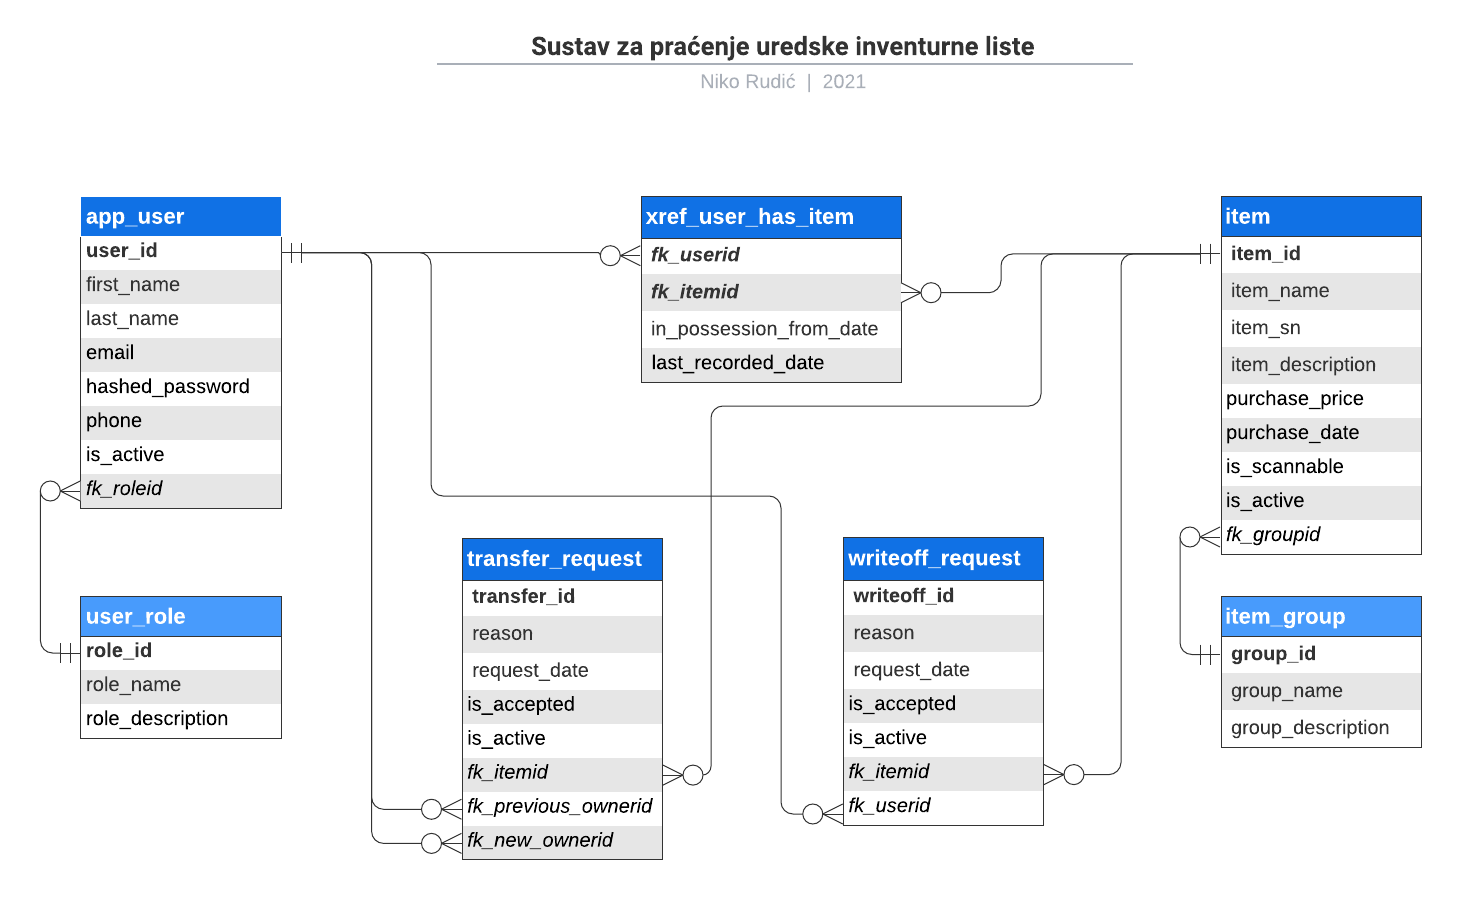 Sustav za praćenje uredske inventurne liste
Niko Rudić | 2021
app_user
user_id
first_name
last_name
email
hashed_password
phone
is_active
fk_roleid
user_role
role_id
role_name
role_description
xref_user_has_item
fk_userid
fk_itemid
in_possession_from_date
last_recorded_date
transfer_request
transfer_id
reason
request_date
is_accepted
is_active
fk_itemid
fk_previous_ownerid
fk_new_ownerid
writeoff_request
writeoff_id
reason
request_date
is_accepted
is_active
fk_itemid
fk_userid
item
item_id
item_name
item_sn
item_description
purchase_price
purchase_date
is_scannable
is_active
fk_groupid
item_group
group_id
group_name
group_description